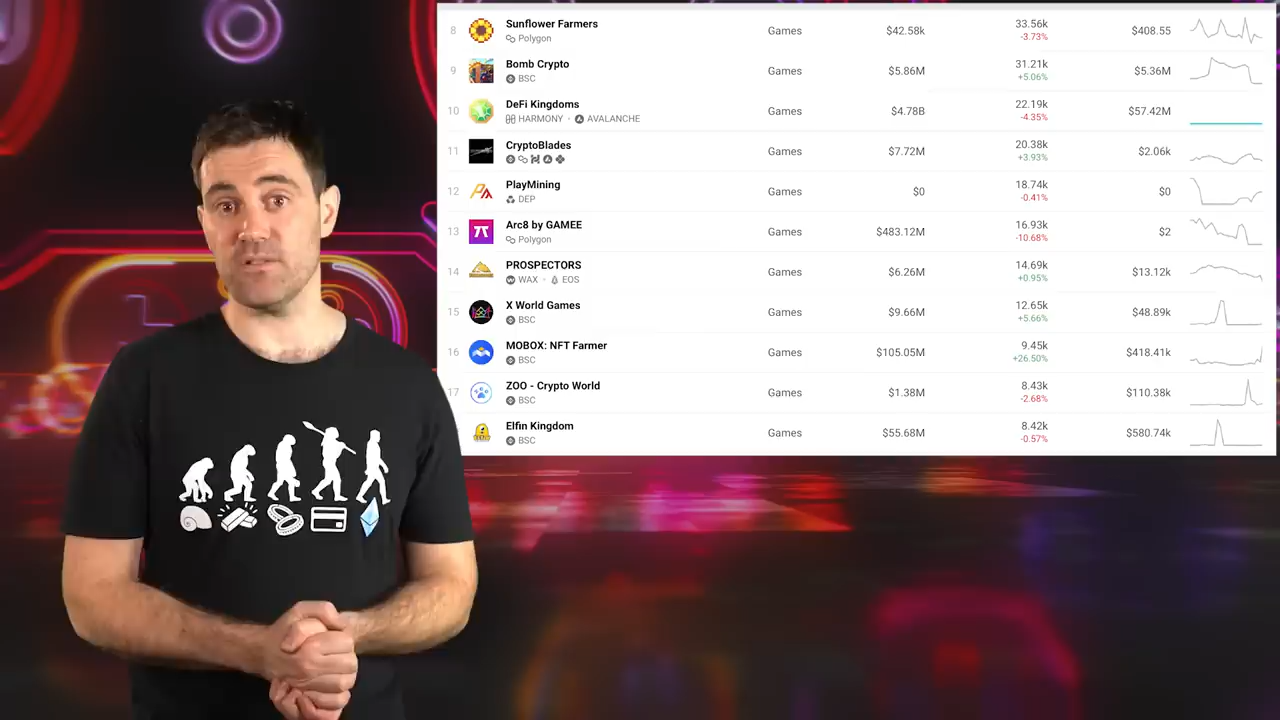 8 Sunflower Farmers Games $42.58k 33.56k $408.55
Polygon -3.73%
9 Bomb Crypto Games $5.86M 31.21k $5.36M
BSC +5.06%
10 DeFi Kingdoms Games $4.78B 22.19k $57.42M
HARMONY · AVALANCHE -4.35%
11 CryptoBlades Games $7.72M 20.38k $2.06k
+3.93%
12 PlayMining Games $0 18.74k $0
DEP -0.41%
13 Arc8 by GAMEE Games $483.12M 16.93k $2
Polygon -10.68%
14 PROSPECTORS Games $6.26M 14.69k $13.12k
WAX · EOS +0.95%
15 X World Games Games $9.66M 12.65k $48.89k
BSC +5.66%
16 MOBOX: NFT Farmer Games $105.05M 9.45k $418.41k
BSC +26.50%
17 ZOO - Crypto World Games $1.38M 8.43k $110.38k
BSC -2.68%
Elfin Kingdom Games $55.68M 8.42k $580.74k
BSC -0.57%